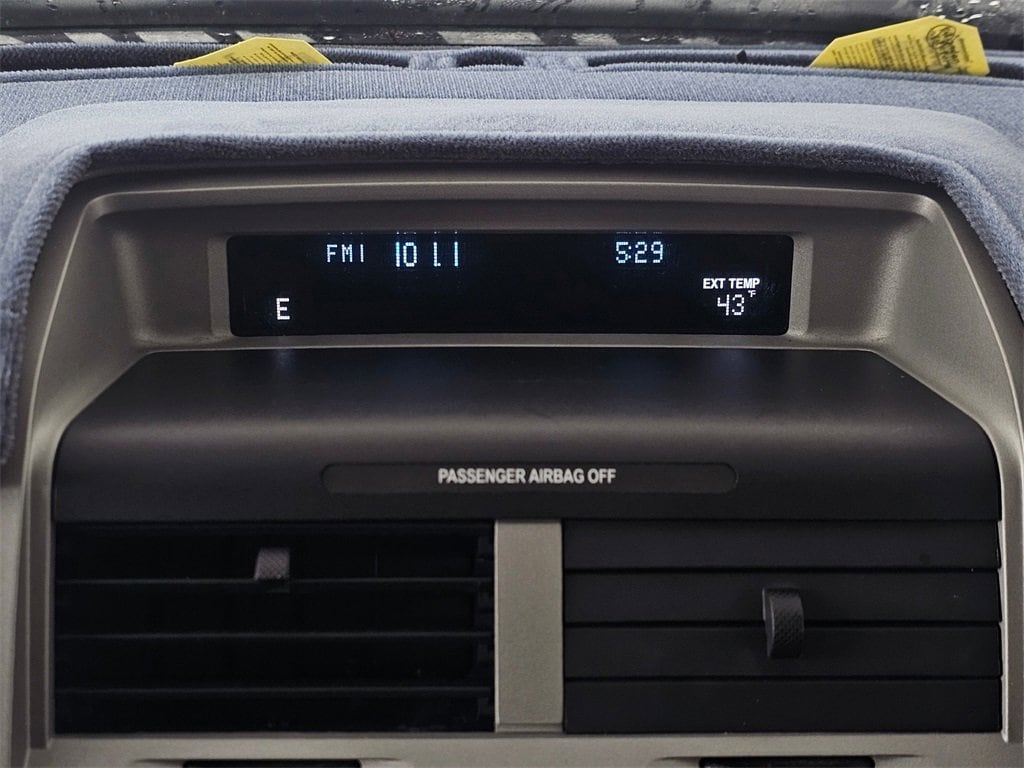 FM1 101.1 5:29
EXT TEMP
E 43°F
PASSENGER AIRBAG OFF